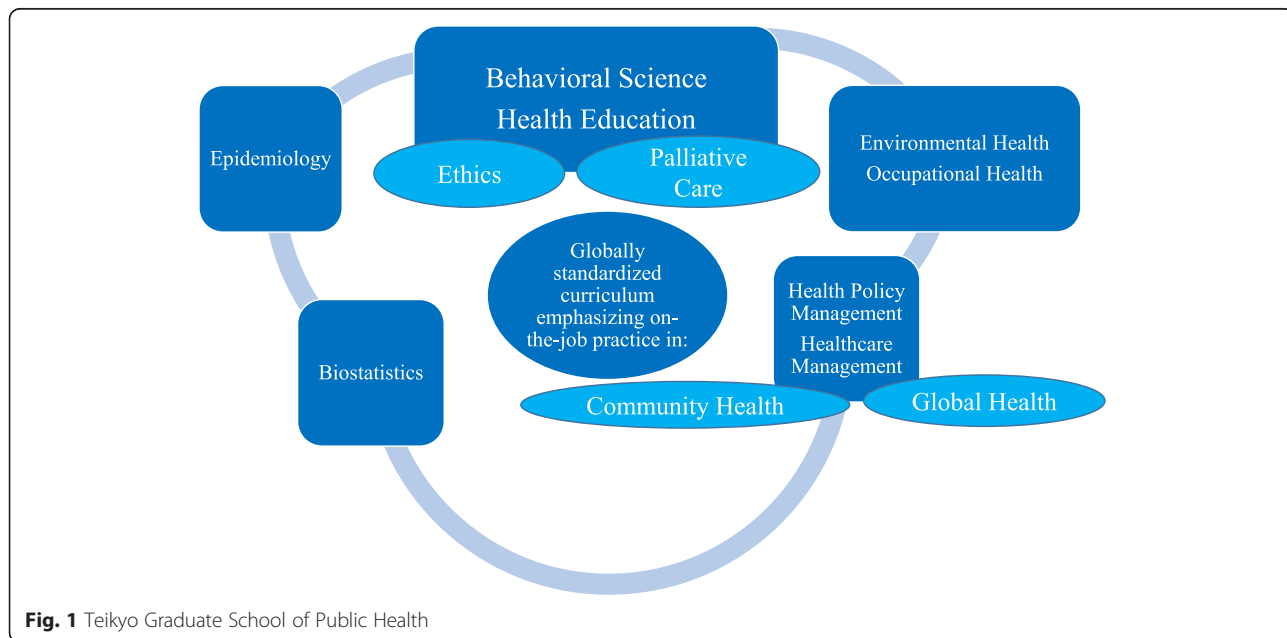 Behavioral Science
Health Education
Ethics
Palliative
Care
Epidemiology
Environmental Health
Occupational Health
Globally
standardized
curriculum
emphasizing on-
the-job practice in:
Health Policy
Management
Healthcare
Management
Biostatistics
Community Health
Global Health
Fig. 1 Teikyo Graduate School of Public Health